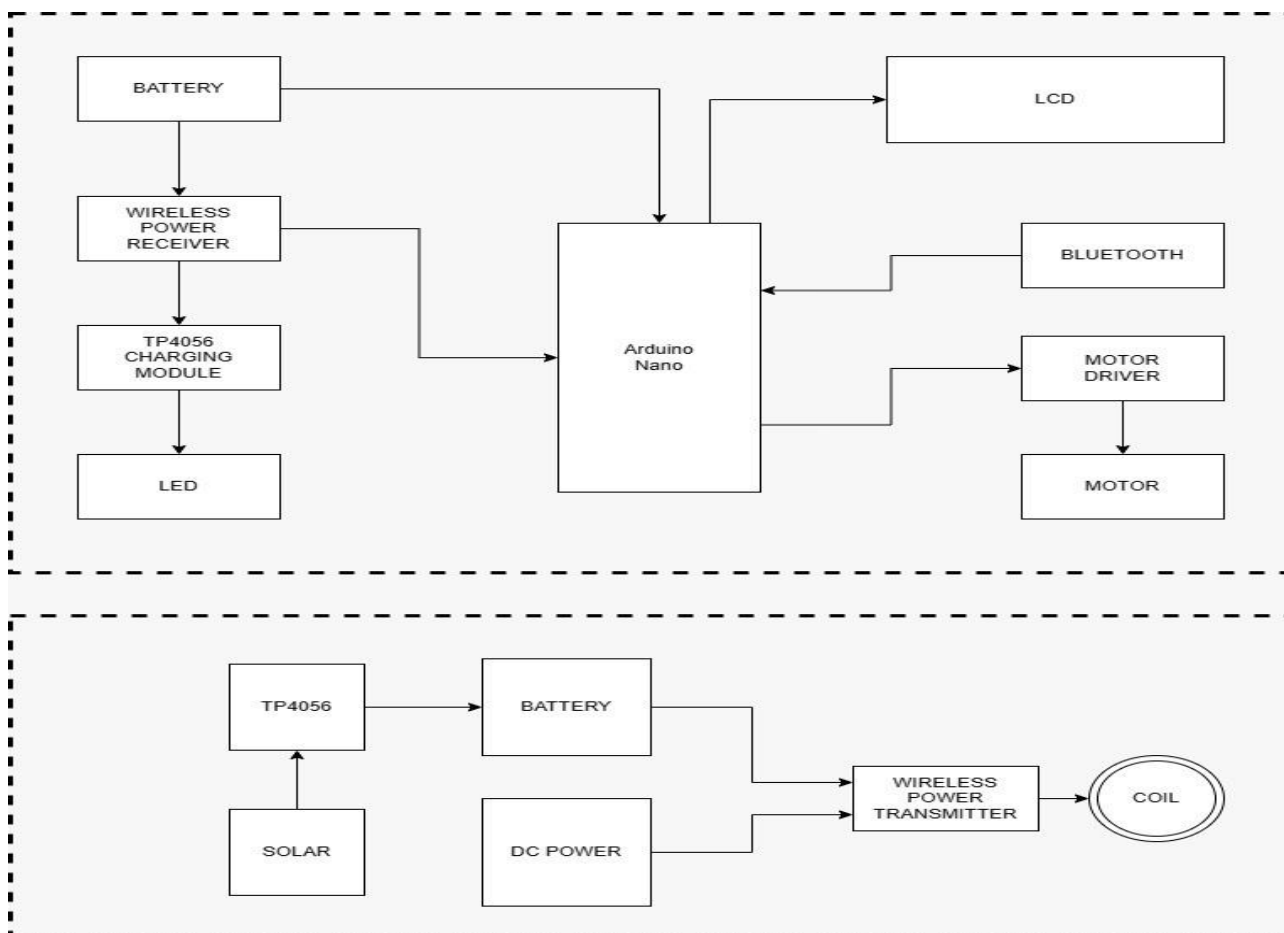 BATTERY
LCD
WIRELESS
POWER
RECEIVER
BLUETOOTH
TP4056
CHARGING
MODULE
Arduino
Nano
MOTOR
DRIVER
LED
MOTOR
TP4056
BATTERY
WIRELESS
POWER
TRANSMITTER
COIL
SOLAR
DC POWER